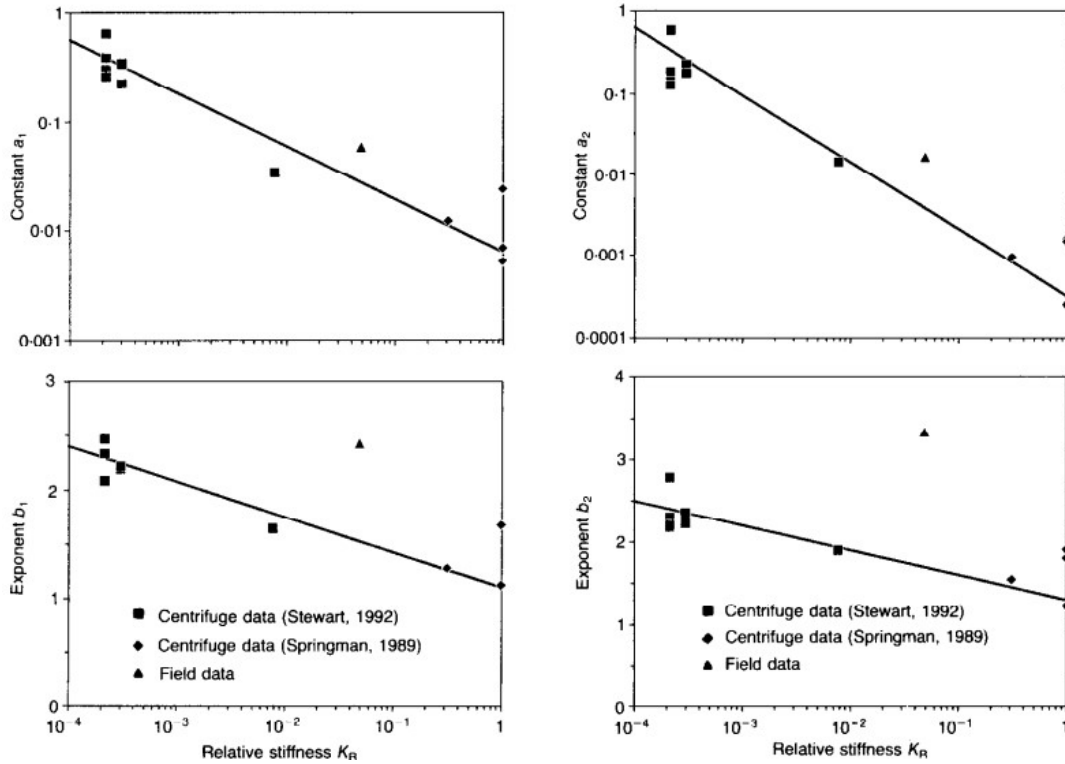 1
0·1
0·01
0·001
Constant a₁
1
0·1
0·01
0·001
0·0001
Constant a₂
3
2
1
0
Exponent b₁
Centrifuge data (Stewart, 1992)
Centrifuge data (Springman, 1989)
Field data
10⁻⁴
10⁻³
10⁻²
10⁻¹
1
Relative stiffness K_R
4
3
2
1
0
Exponent b₂
Centrifuge data (Stewart, 1992)
Centrifuge data (Springman, 1989)
Field data
10⁻⁴
10⁻³
10⁻²
10⁻¹
1
Relative stiffness K_R